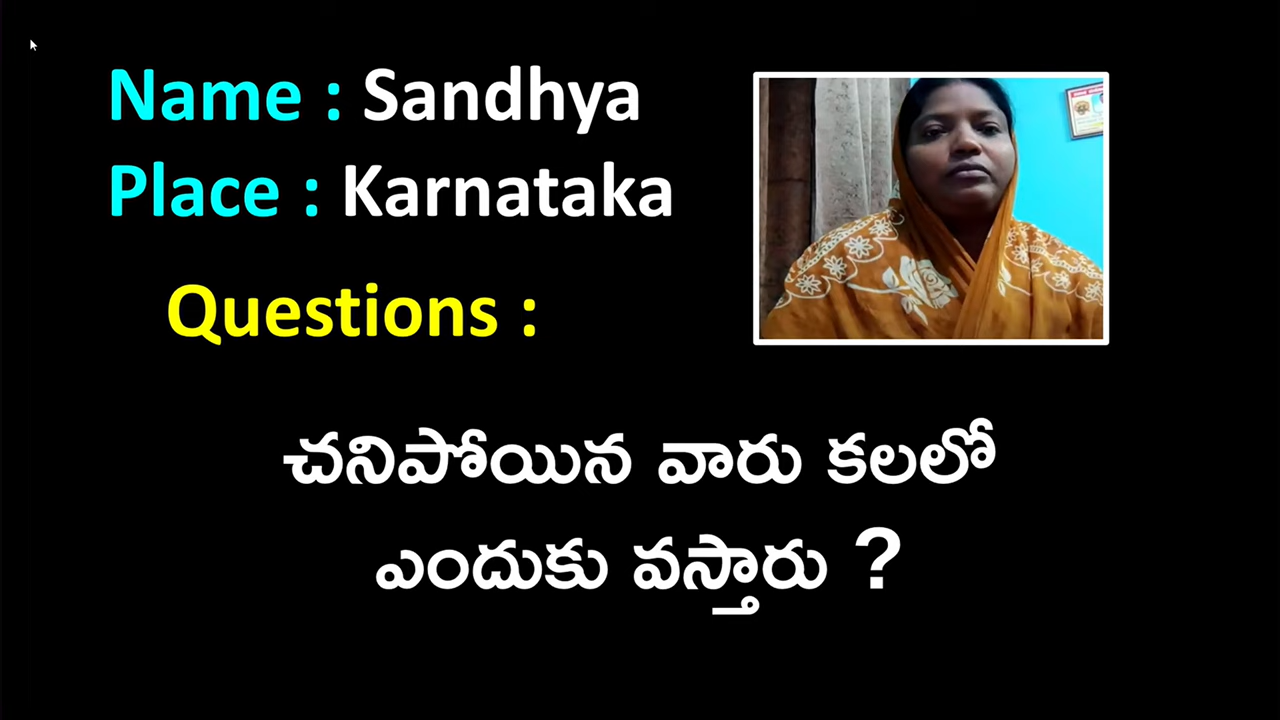 Name : Sandhya
Place : Karnataka
Questions :
చనిపోయిన వారు కలలో
ఎందుకు వస్తారు ?